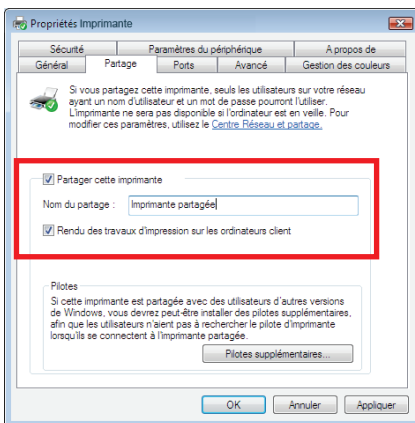 Propriétés Imprimante
Sécurité Paramètres du périphérique A propos de
Général Partage Ports Avancé Gestion des couleurs
Si vous partagez cette imprimante, seuls les utilisateurs sur votre réseau
ayant un nom d'utilisateur et un mot de passe pourront l'utiliser.
L'imprimante ne sera pas disponible si l'ordinateur est en veille. Pour
modifier ces paramètres, utilisez le Centre Réseau et partage.
Partager cette imprimante
Nom du partage : Imprimante partagée
Rendu des travaux d'impression sur les ordinateurs client
Pilotes
Si cette imprimante est partagée avec des utilisateurs d'autres versions
de Windows, vous devrez peut-être installer des pilotes supplémentaires,
afin que les utilisateurs n'aient pas à rechercher le pilote d'imprimante
lorsqu'ils se connectent à l'imprimante partagée.
Pilotes supplémentaires...
OK Annuler Appliquer